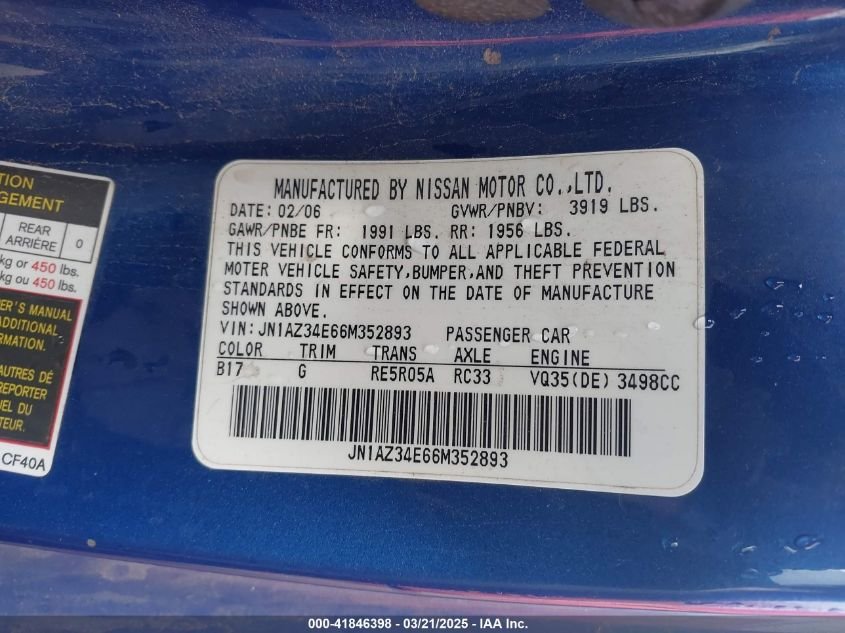 TION
GEMENT
REAR
ARRIÈRE
0
kg or 450 lbs.
kg ou 450 lbs.
ER'S MANUAL
ADDITIONAL
RMATION.
AUTRES DÉ
REPORTER
UEL DU
TEUR.
CF40A
MANUFACTURED BY NISSAN MOTOR CO.,LTD.
DATE: 02/06 GVWR/PNBV: 3919 LBS.
GAWR/PNBE FR: 1991 LBS. RR: 1956 LBS.
THIS VEHICLE CONFORMS TO ALL APPLICABLE FEDERAL
MOTOR VEHICLE SAFETY,BUMPER,AND THEFT PREVENTION
STANDARDS IN EFFECT ON THE DATE OF MANUFACTURE
SHOWN ABOVE.
VIN:JN1AZ34E66M352893 PASSENGER CAR
COLOR TRIM TRANS AXLE ENGINE
B17 G RE5R05A RC33 VQ35(DE) 3498CC
JN1AZ34E66M352893
000-41846398 - 03/21/2025 - IAA Inc.